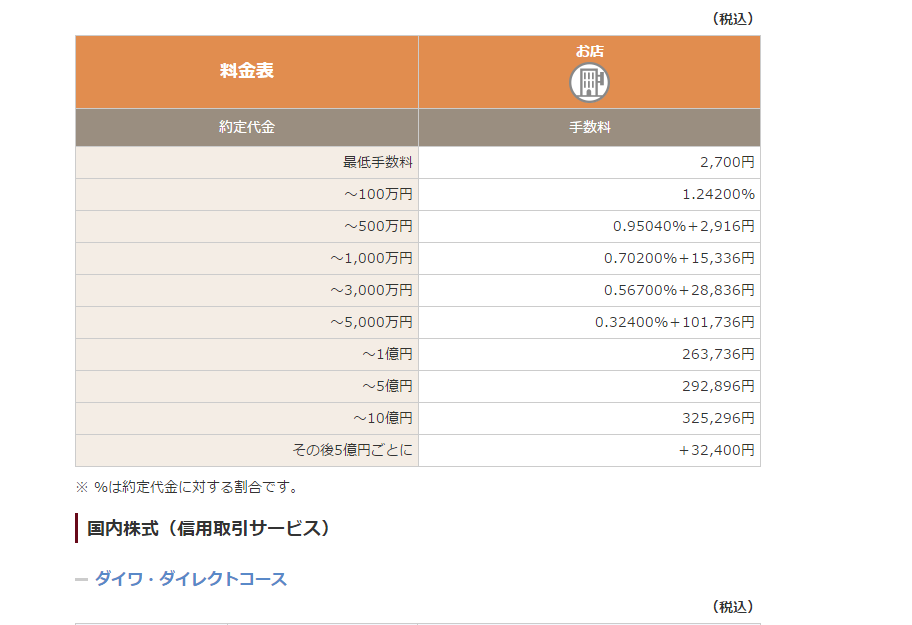 （税込）
料金表
お店
約定代金
手数料
最低手数料
2,700円
～100万円
1.24200%
～500万円
0.95040%＋2,916円
～1,000万円
0.70200%＋15,336円
～3,000万円
0.56700%＋28,836円
～5,000万円
0.32400%＋101,736円
～1億円
263,736円
～5億円
292,896円
～10億円
325,296円
その後5億円ごとに
＋32,400円
※ %は約定代金に対する割合です。
国内株式（信用取引サービス）
ダイワ・ダイレクトコース
（税込）